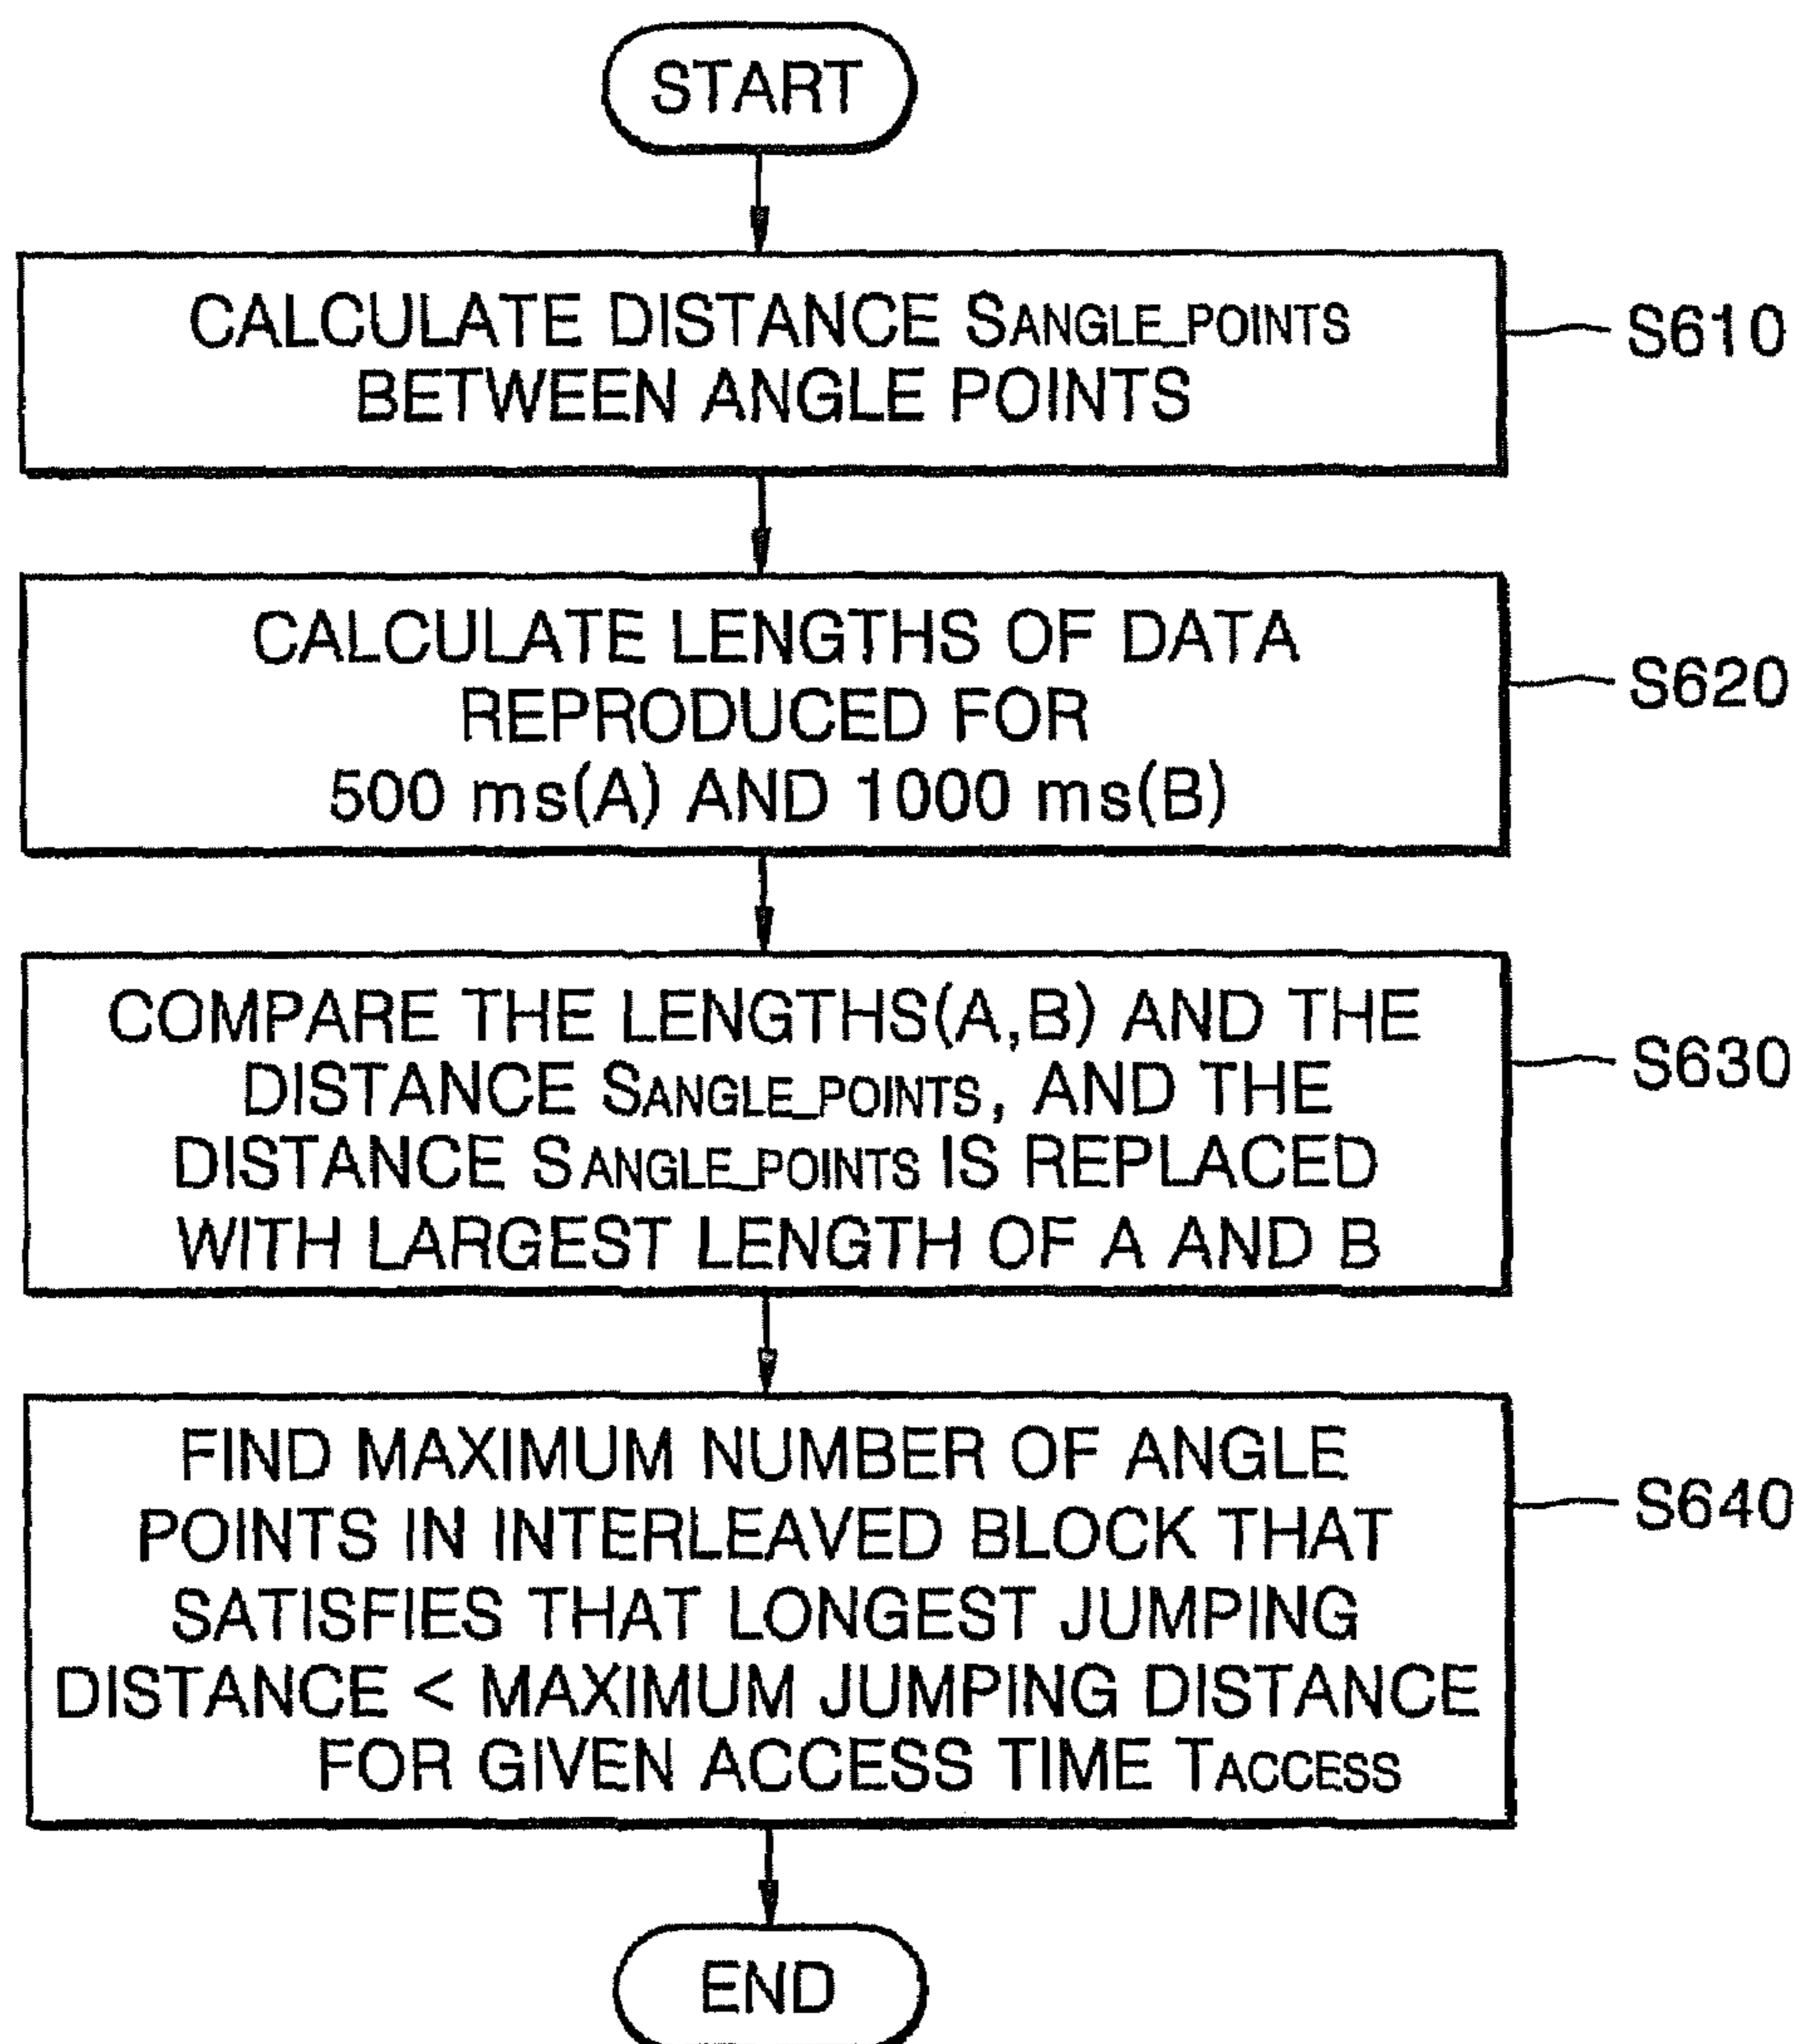 START
CALCULATE DISTANCE SANGLE_POINTS
BETWEEN ANGLE POINTS
S610
CALCULATE LENGTHS OF DATA
REPRODUCED FOR
500 ms(A) AND 1000 ms(B)
S620
COMPARE THE LENGTHS(A,B) AND THE
DISTANCE SANGLE_POINTS, AND THE
DISTANCE SANGLE_POINTS IS REPLACED
WITH LARGEST LENGTH OF A AND B
S630
FIND MAXIMUM NUMBER OF ANGLE
POINTS IN INTERLEAVED BLOCK THAT
SATISFIES THAT LONGEST JUMPING
DISTANCE < MAXIMUM JUMPING DISTANCE
FOR GIVEN ACCESS TIME TACCESS
S640
END